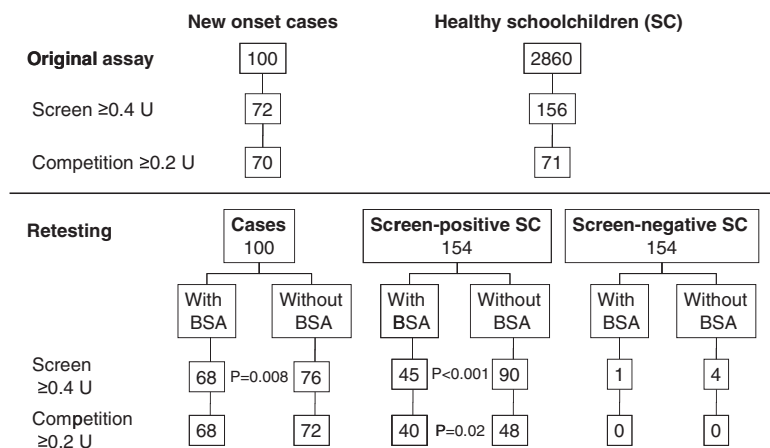 New onset cases Healthy schoolchildren (SC)
Original assay 100 2860
Screen ≥0.4 U 72 156
Competition ≥0.2 U 70 71
Retesting Cases 100 Screen-positive SC 154 Screen-negative SC 154
With BSA Without BSA With BSA Without BSA With BSA Without BSA
Screen ≥0.4 U 68 P=0.008 76 45 P<0.001 90 1 4
Competition ≥0.2 U 68 72 40 P=0.02 48 0 0